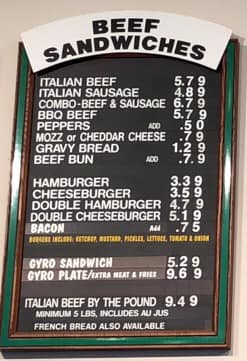 BEEF
SANDWICHES
ITALIAN BEEF 5.79
ITALIAN SAUSAGE 4.89
COMBO-BEEF & SAUSAGE 6.79
BBQ BEEF 5.79
PEPPERS ADD .50
MOZZ or CHEDDAR CHEESE .79
GRAVY BREAD 1.29
BEEF BUN ADD .79
HAMBURGER 3.39
CHEESEBURGER 3.59
DOUBLE HAMBURGER 4.79
DOUBLE CHEESEBURGER 5.19
BACON Add .75
BURGERS INCLUDE: KETCHUP, MUSTARD, PICKLES, LETTUCE, TOMATO & ONION
GYRO SANDWICH 5.29
GYRO PLATE/EXTRA MEAT & FRIES 9.69
ITALIAN BEEF BY THE POUND 9.49
MINIMUM 5 LBS, INCLUDES AU JUS
FRENCH BREAD ALSO AVAILABLE